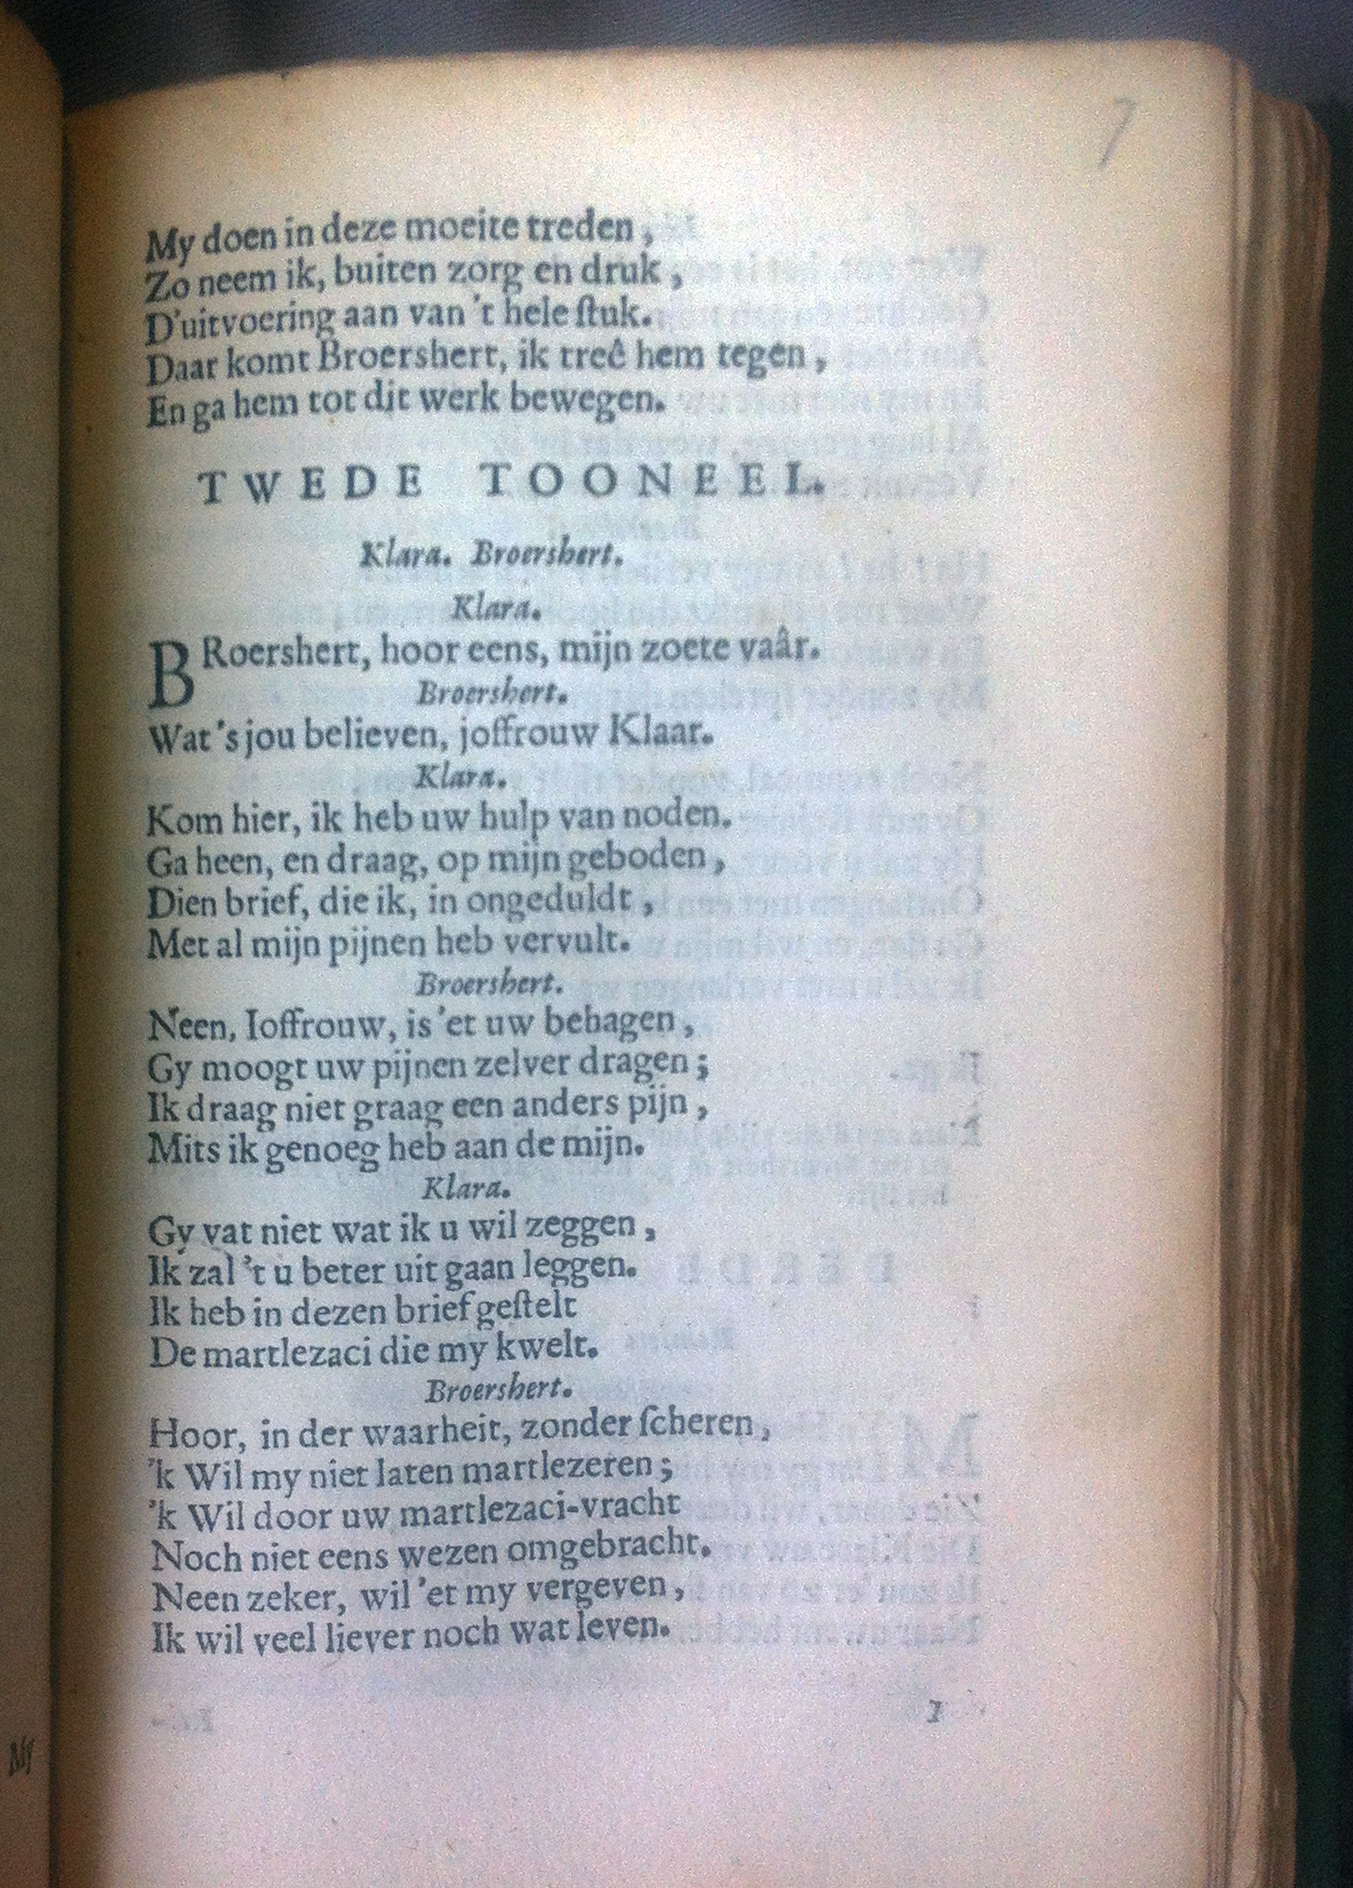 7
My doen in deze moeite treden,
Zo neem ik, buiten zorg en druk,
D'uitvoering aan van 't hele ſtuk.
Daar komt Broershert, ik treê hem tegen,
En ga hem tot dit werk bewegen.
TWEDE TOONEEL.
Klara. Broershert.
Klara.
BRoershert, hoor eens, mijn zoete vaâr.
Broershert.
Wat 's jou believen, joffrouw Klaar.
Klara.
Kom hier, ik heb uw hulp van noden.
Ga heen, en draag, op mijn geboden,
Dien brief, die ik, in ongeduldt,
Met al mijn pijnen heb vervult.
Broershert.
Neen, Ioffrouw, is 'et uw behagen,
Gy moogt uw pijnen zelver dragen;
Ik draag niet graag een anders pijn,
Mits ik genoeg heb aan de mijn.
Klara.
Gy vat niet wat ik u wil zeggen,
Ik zal 't u beter uit gaan leggen.
Ik heb in dezen brief geſtelt
De martlezaci die my kwelt.
Broershert.
Hoor, in der waarheit, zonder ſcheren,
'k Wil my niet laten martlezeren;
'k Wil door uw martlezaci-vracht
Noch niet eens wezen omgebracht.
Neen zeker, wil 'et my vergeven,
Ik wil veel liever noch wat leven.
My